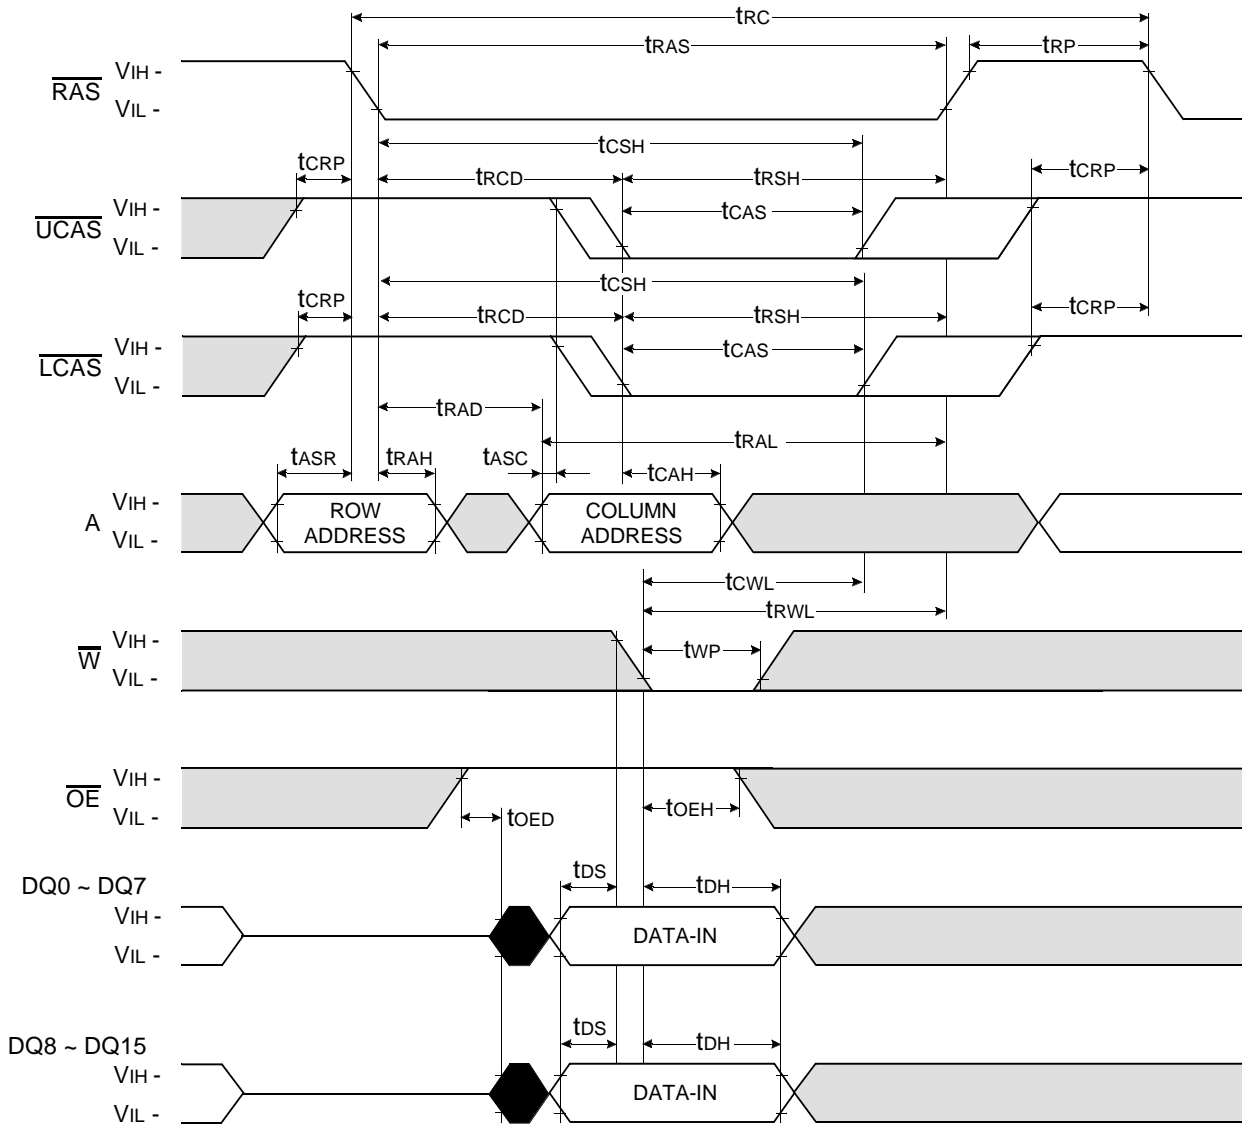 tRC
tRAS
tRP
RAS
VIH -
VIL -
tCSH
tCRP
tRCD
tRSH
tCRP
UCAS
VIH -
VIL -
tCAS
tCSH
tCRP
tRCD
tRSH
tCRP
LCAS
VIH -
VIL -
tCAS
tRAD
tRAL
tASR
tRAH
tASC
tCAH
A
VIH -
VIL -
ROW
ADDRESS
COLUMN
ADDRESS
tCWL
tRWL
W
VIH -
VIL -
tWP
OE
VIH -
VIL -
tOED
tOEH
DQ0 ~ DQ7
VIH -
VIL -
tDS
tDH
DATA-IN
DQ8 ~ DQ15
VIH -
VIL -
tDS
tDH
DATA-IN